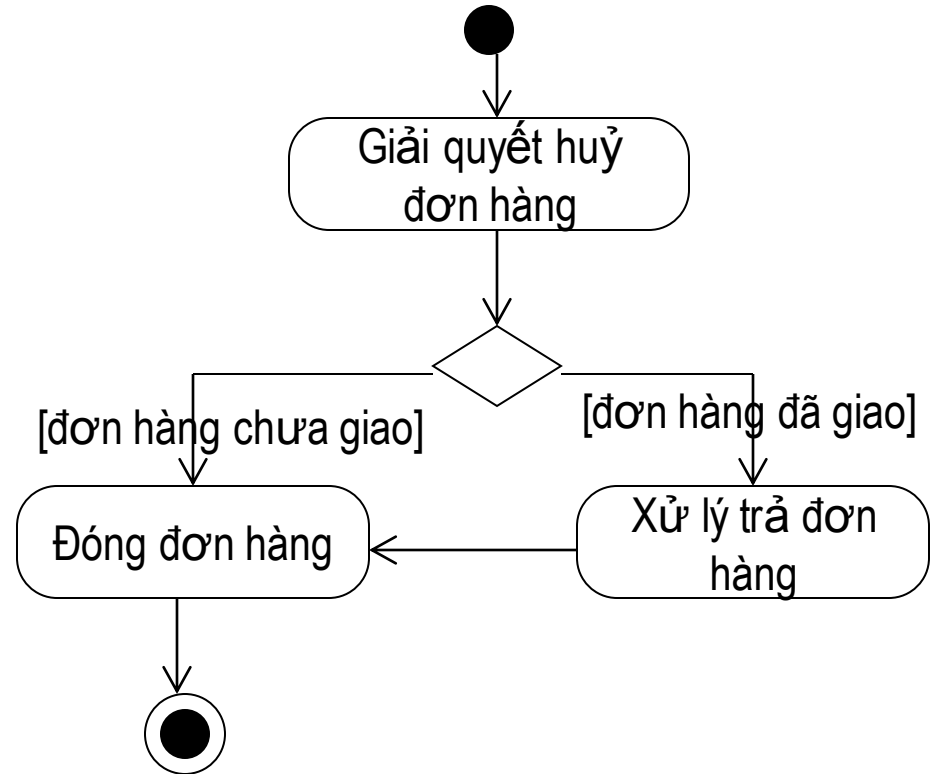 Giải quyết huỷ
đơn hàng
[đơn hàng chưa giao]
[đơn hàng đã giao]
Đóng đơn hàng
Xử lý trả đơn
hàng